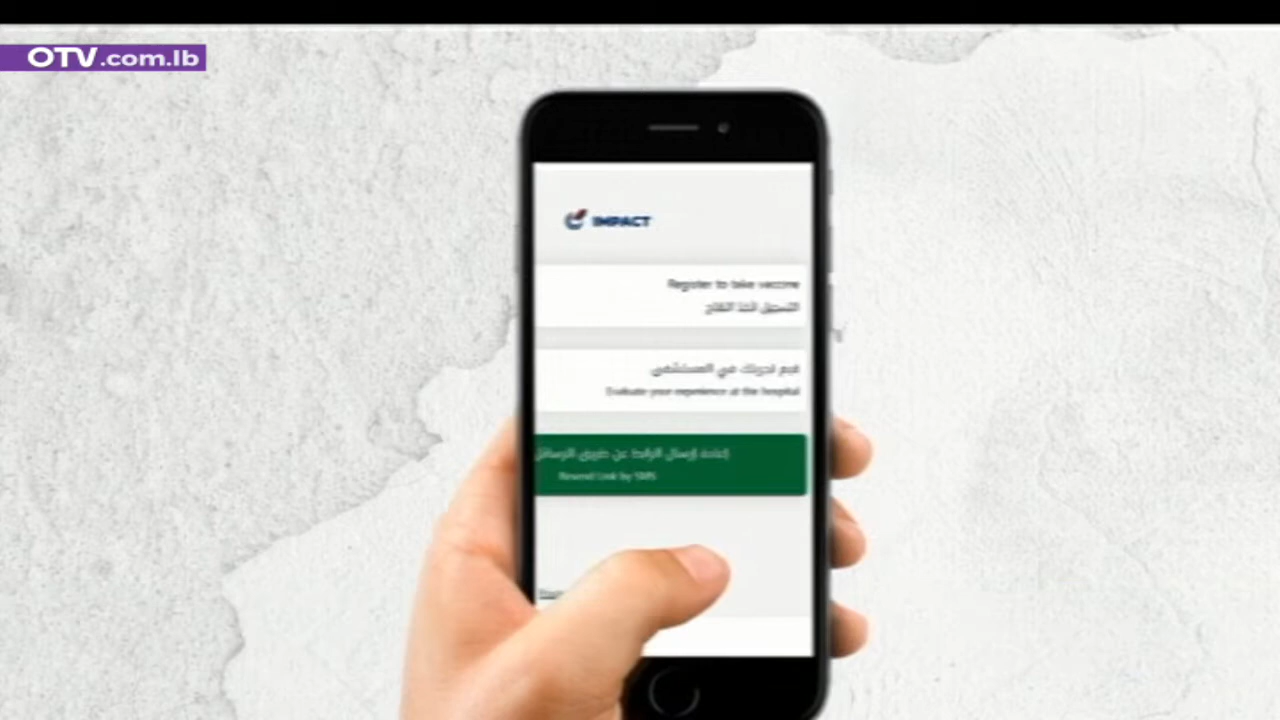 OTV.com.lb
IMPACT
Register to take vaccine
التسجيل لأخذ اللقاح
قيم تجربتك في المستشفى
Evaluate your experience at the hospital
إعادة إرسال الرابط عن طريق الرسائل
Resend Link by SMS